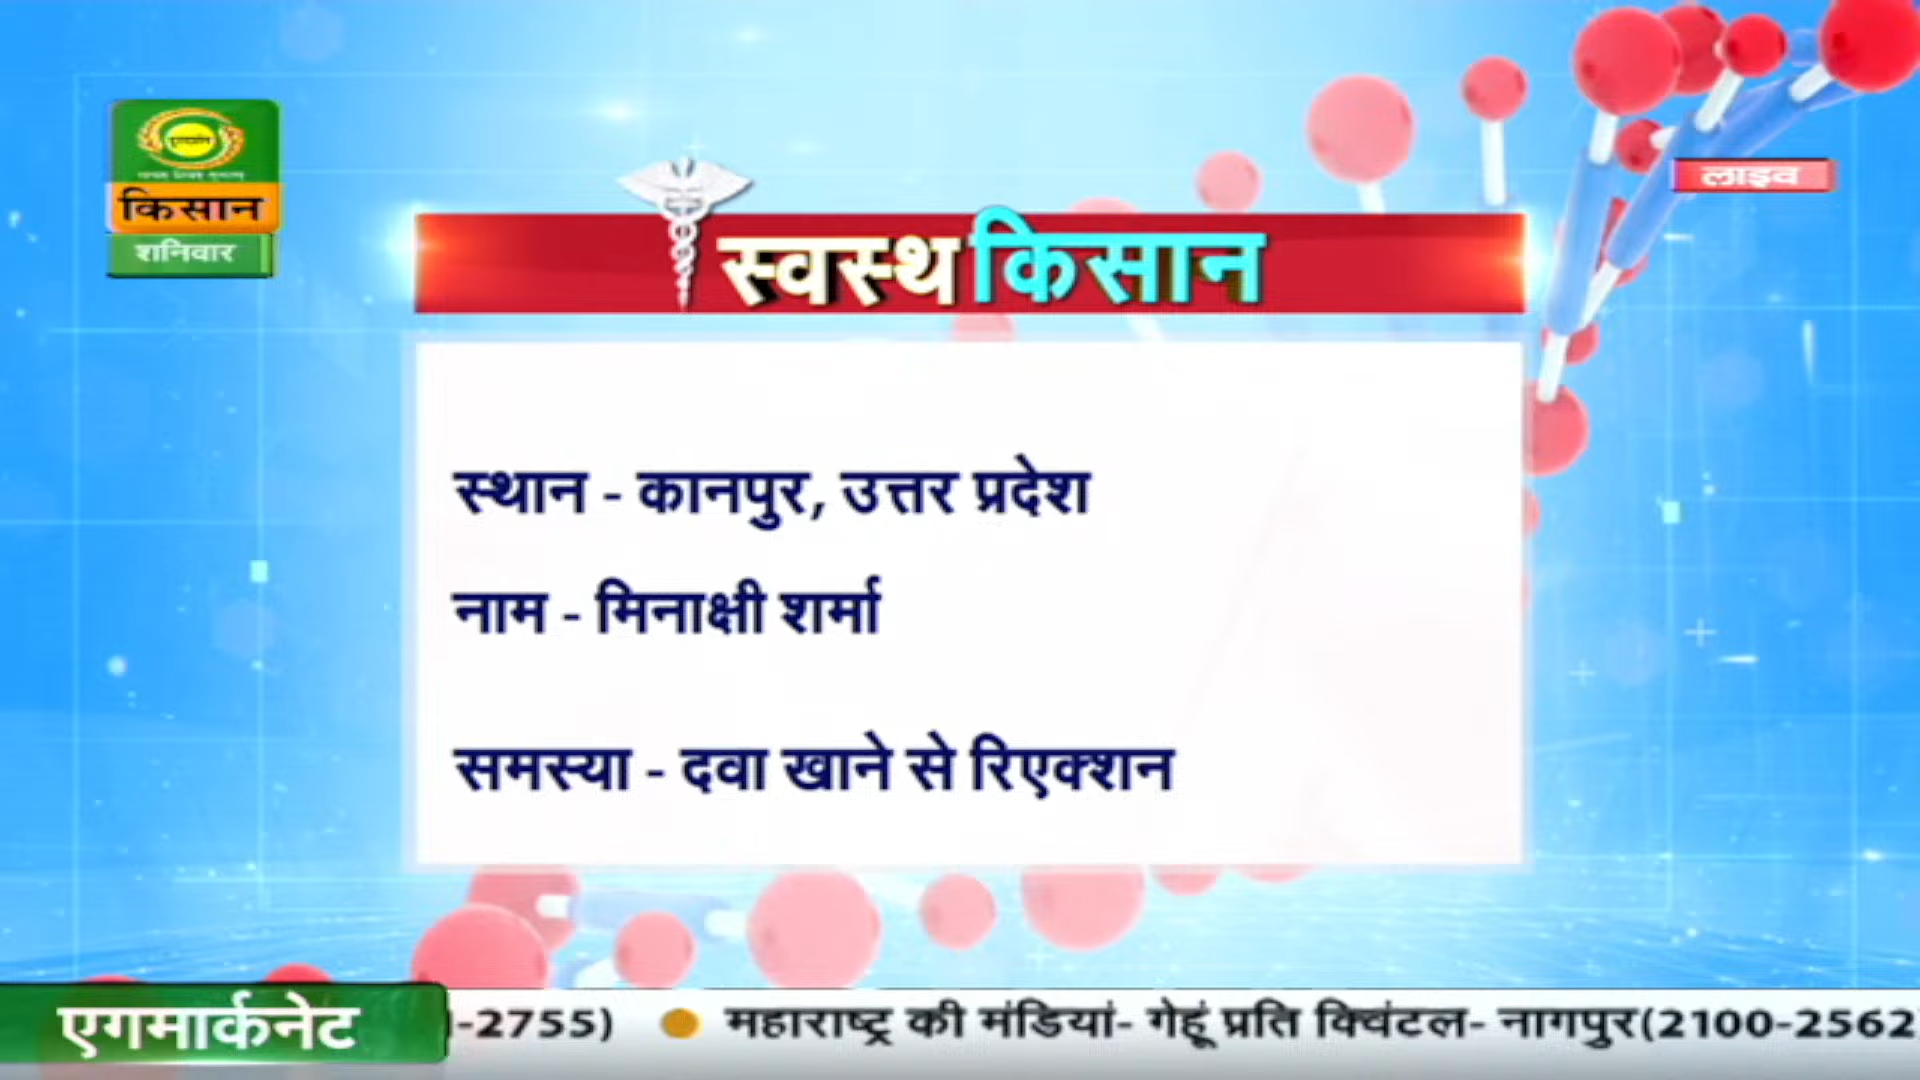 किसान
शनिवार
लाइव
स्वस्थ किसान
स्थान - कानपुर, उत्तर प्रदेश
नाम - मिनाक्षी शर्मा
समस्या - दवा खाने से रिएक्शन
एगमार्कनेट
-2755) महाराष्ट्र की मंडियां- गेहूं प्रति क्विंटल- नागपुर(2100-2562